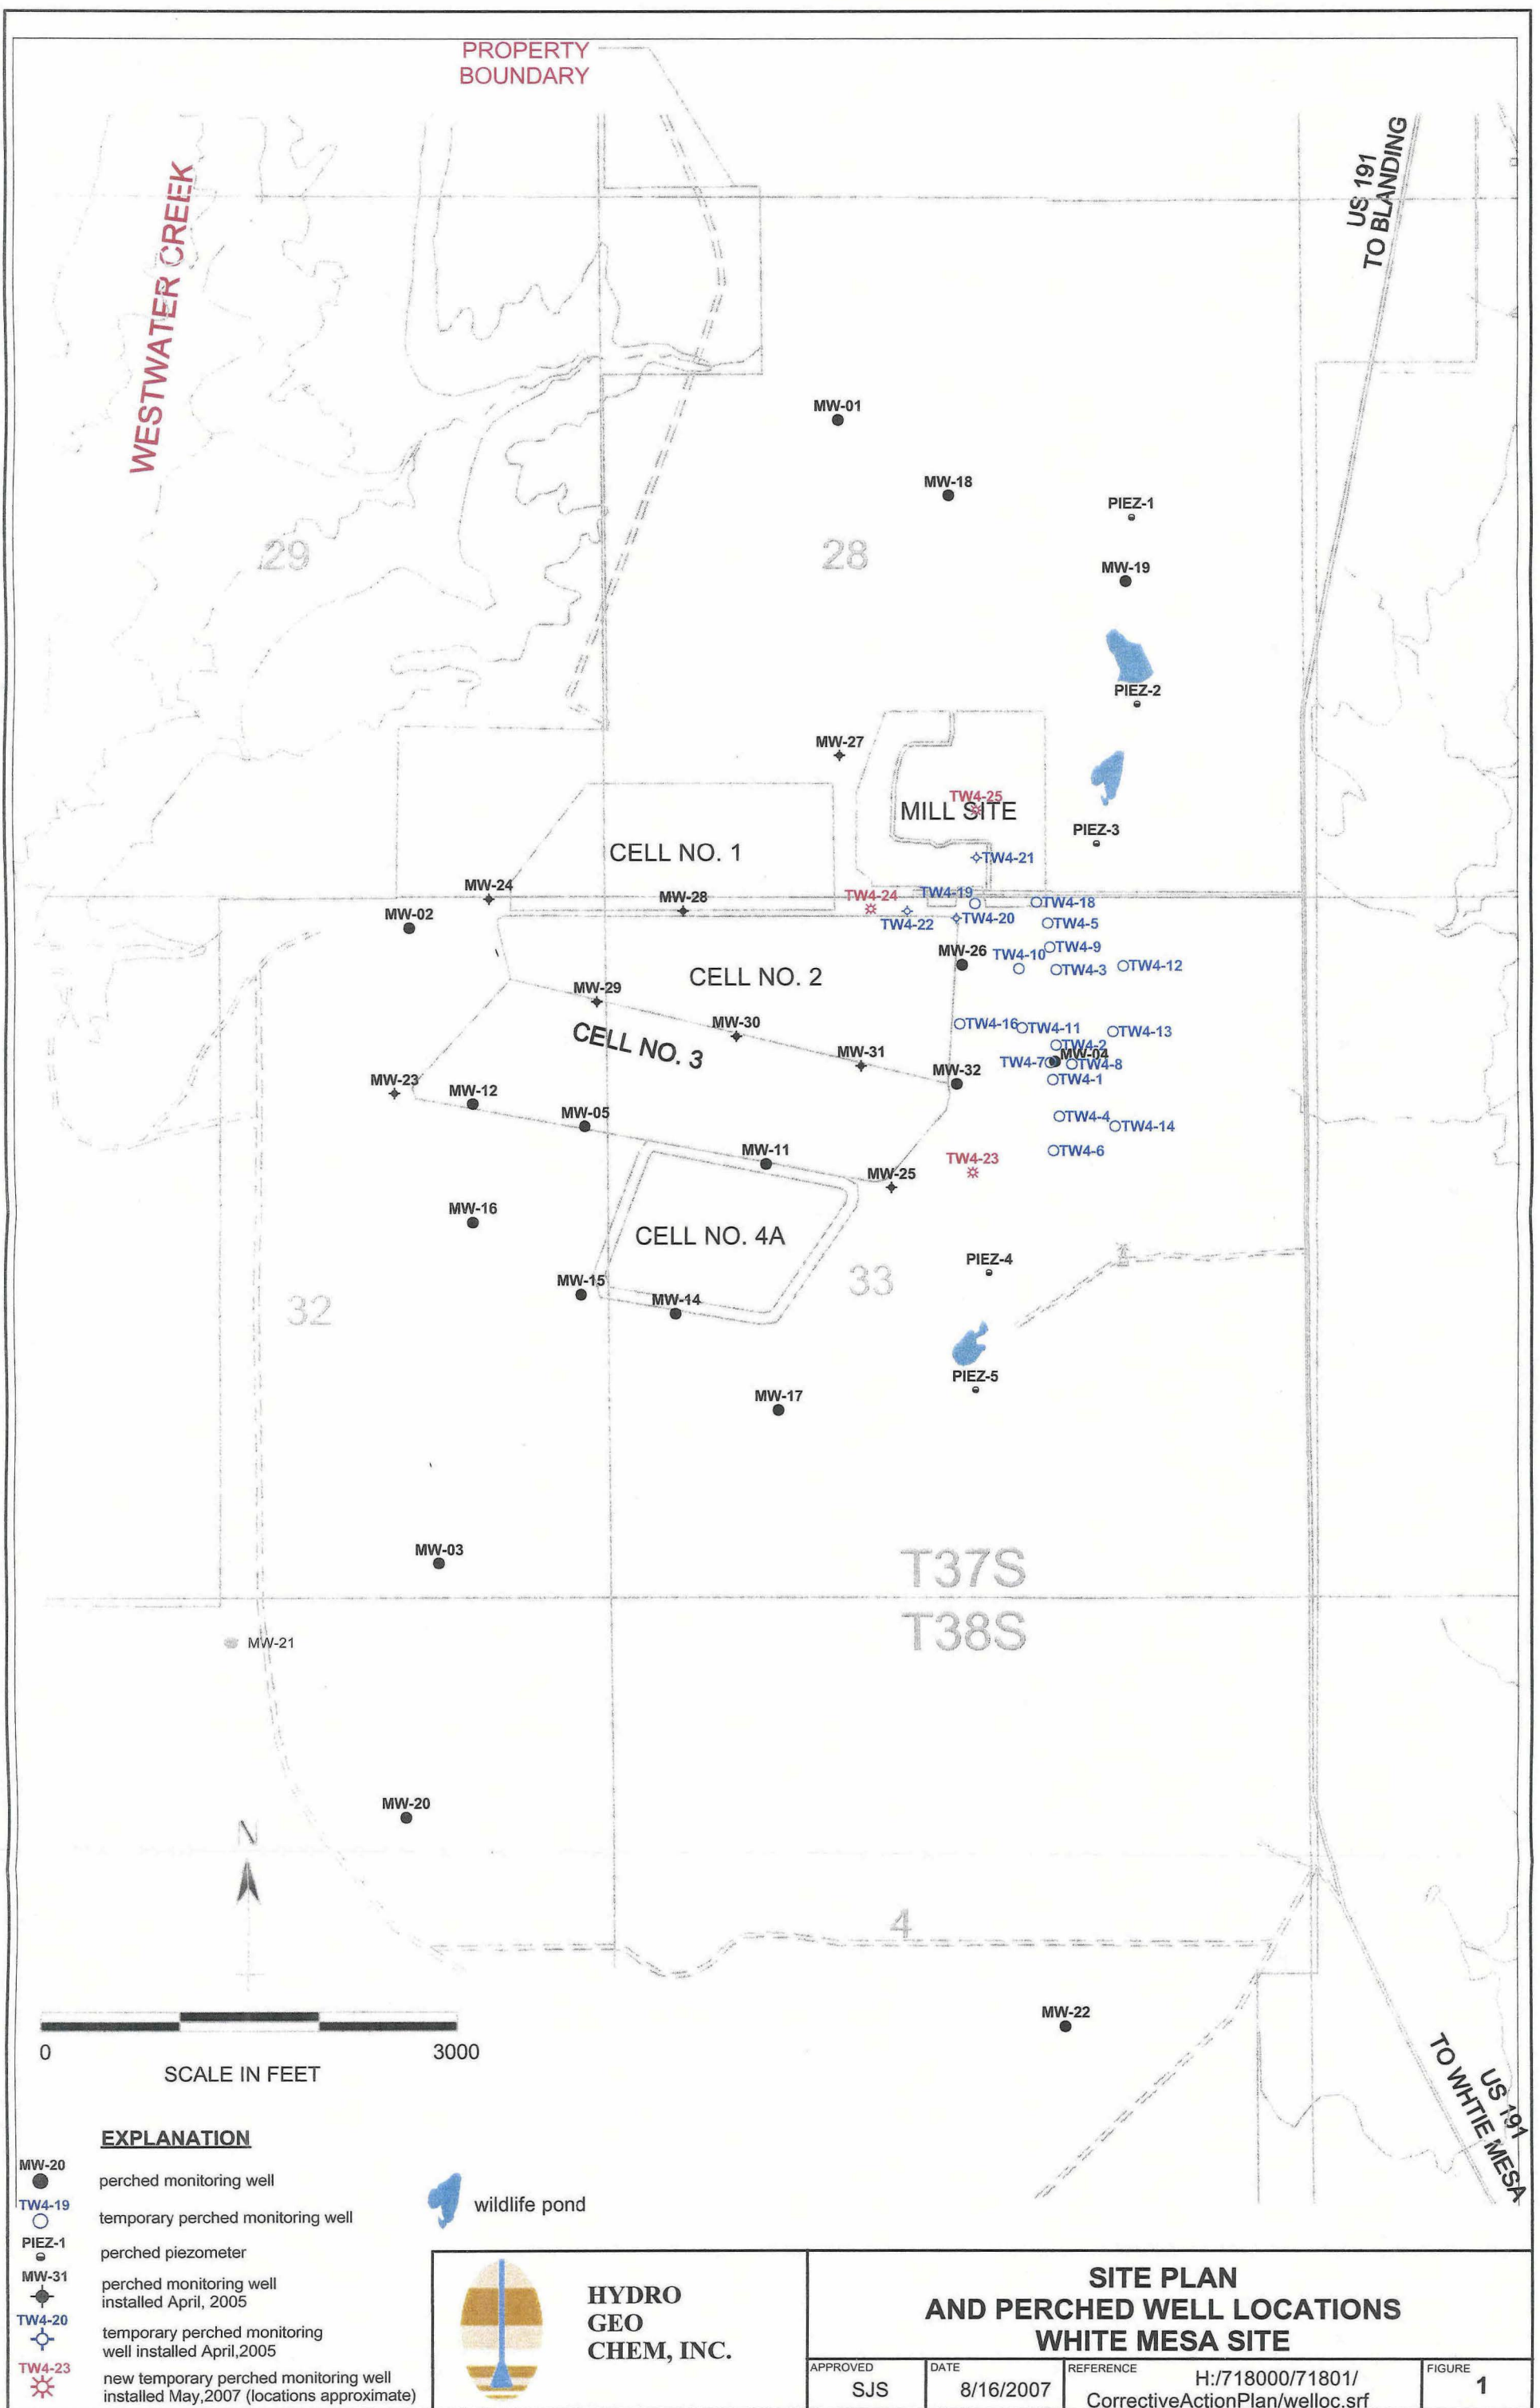 PROPERTY
BOUNDARY
WESTWATER CREEK
US 191
TO BLANDING
MW-01
MW-18
PIEZ-1
29
28
MW-19
PIEZ-2
MW-27
TW4-25
MILL SITE
PIEZ-3
CELL NO. 1
TW4-21
MW-24
MW-28
TW4-24
TW4-19
TW4-18
MW-02
TW4-22
TW4-20
TW4-5
MW-26
TW4-10
TW4-9
CELL NO. 2
TW4-3
TW4-12
MW-29
MW-30
TW4-16
TW4-11
TW4-13
CELL NO. 3
TW4-2
MW-31
MW-04
TW4-7
TW4-8
MW-32
MW-23
MW-12
TW4-1
MW-05
TW4-4
TW4-14
MW-11
TW4-6
TW4-23
MW-25
MW-16
CELL NO. 4A
PIEZ-4
33
MW-15
MW-14
32
PIEZ-5
MW-17
MW-03
T37S
T38S
MW-21
MW-20
N
4
MW-22
0
3000
SCALE IN FEET
US 191
TO WHTIE MESA
EXPLANATION
MW-20
perched monitoring well
TW4-19
temporary perched monitoring well
PIEZ-1
perched piezometer
MW-31
perched monitoring well
installed April, 2005
TW4-20
temporary perched monitoring
well installed April,2005
TW4-23
new temporary perched monitoring well
installed May,2007 (locations approximate)
wildlife pond
HYDRO
GEO
CHEM, INC.
SITE PLAN
AND PERCHED WELL LOCATIONS
WHITE MESA SITE
APPROVED
SJS
DATE
8/16/2007
REFERENCE
H:/718000/71801/
CorrectiveActionPlan/welloc.srf
FIGURE
1